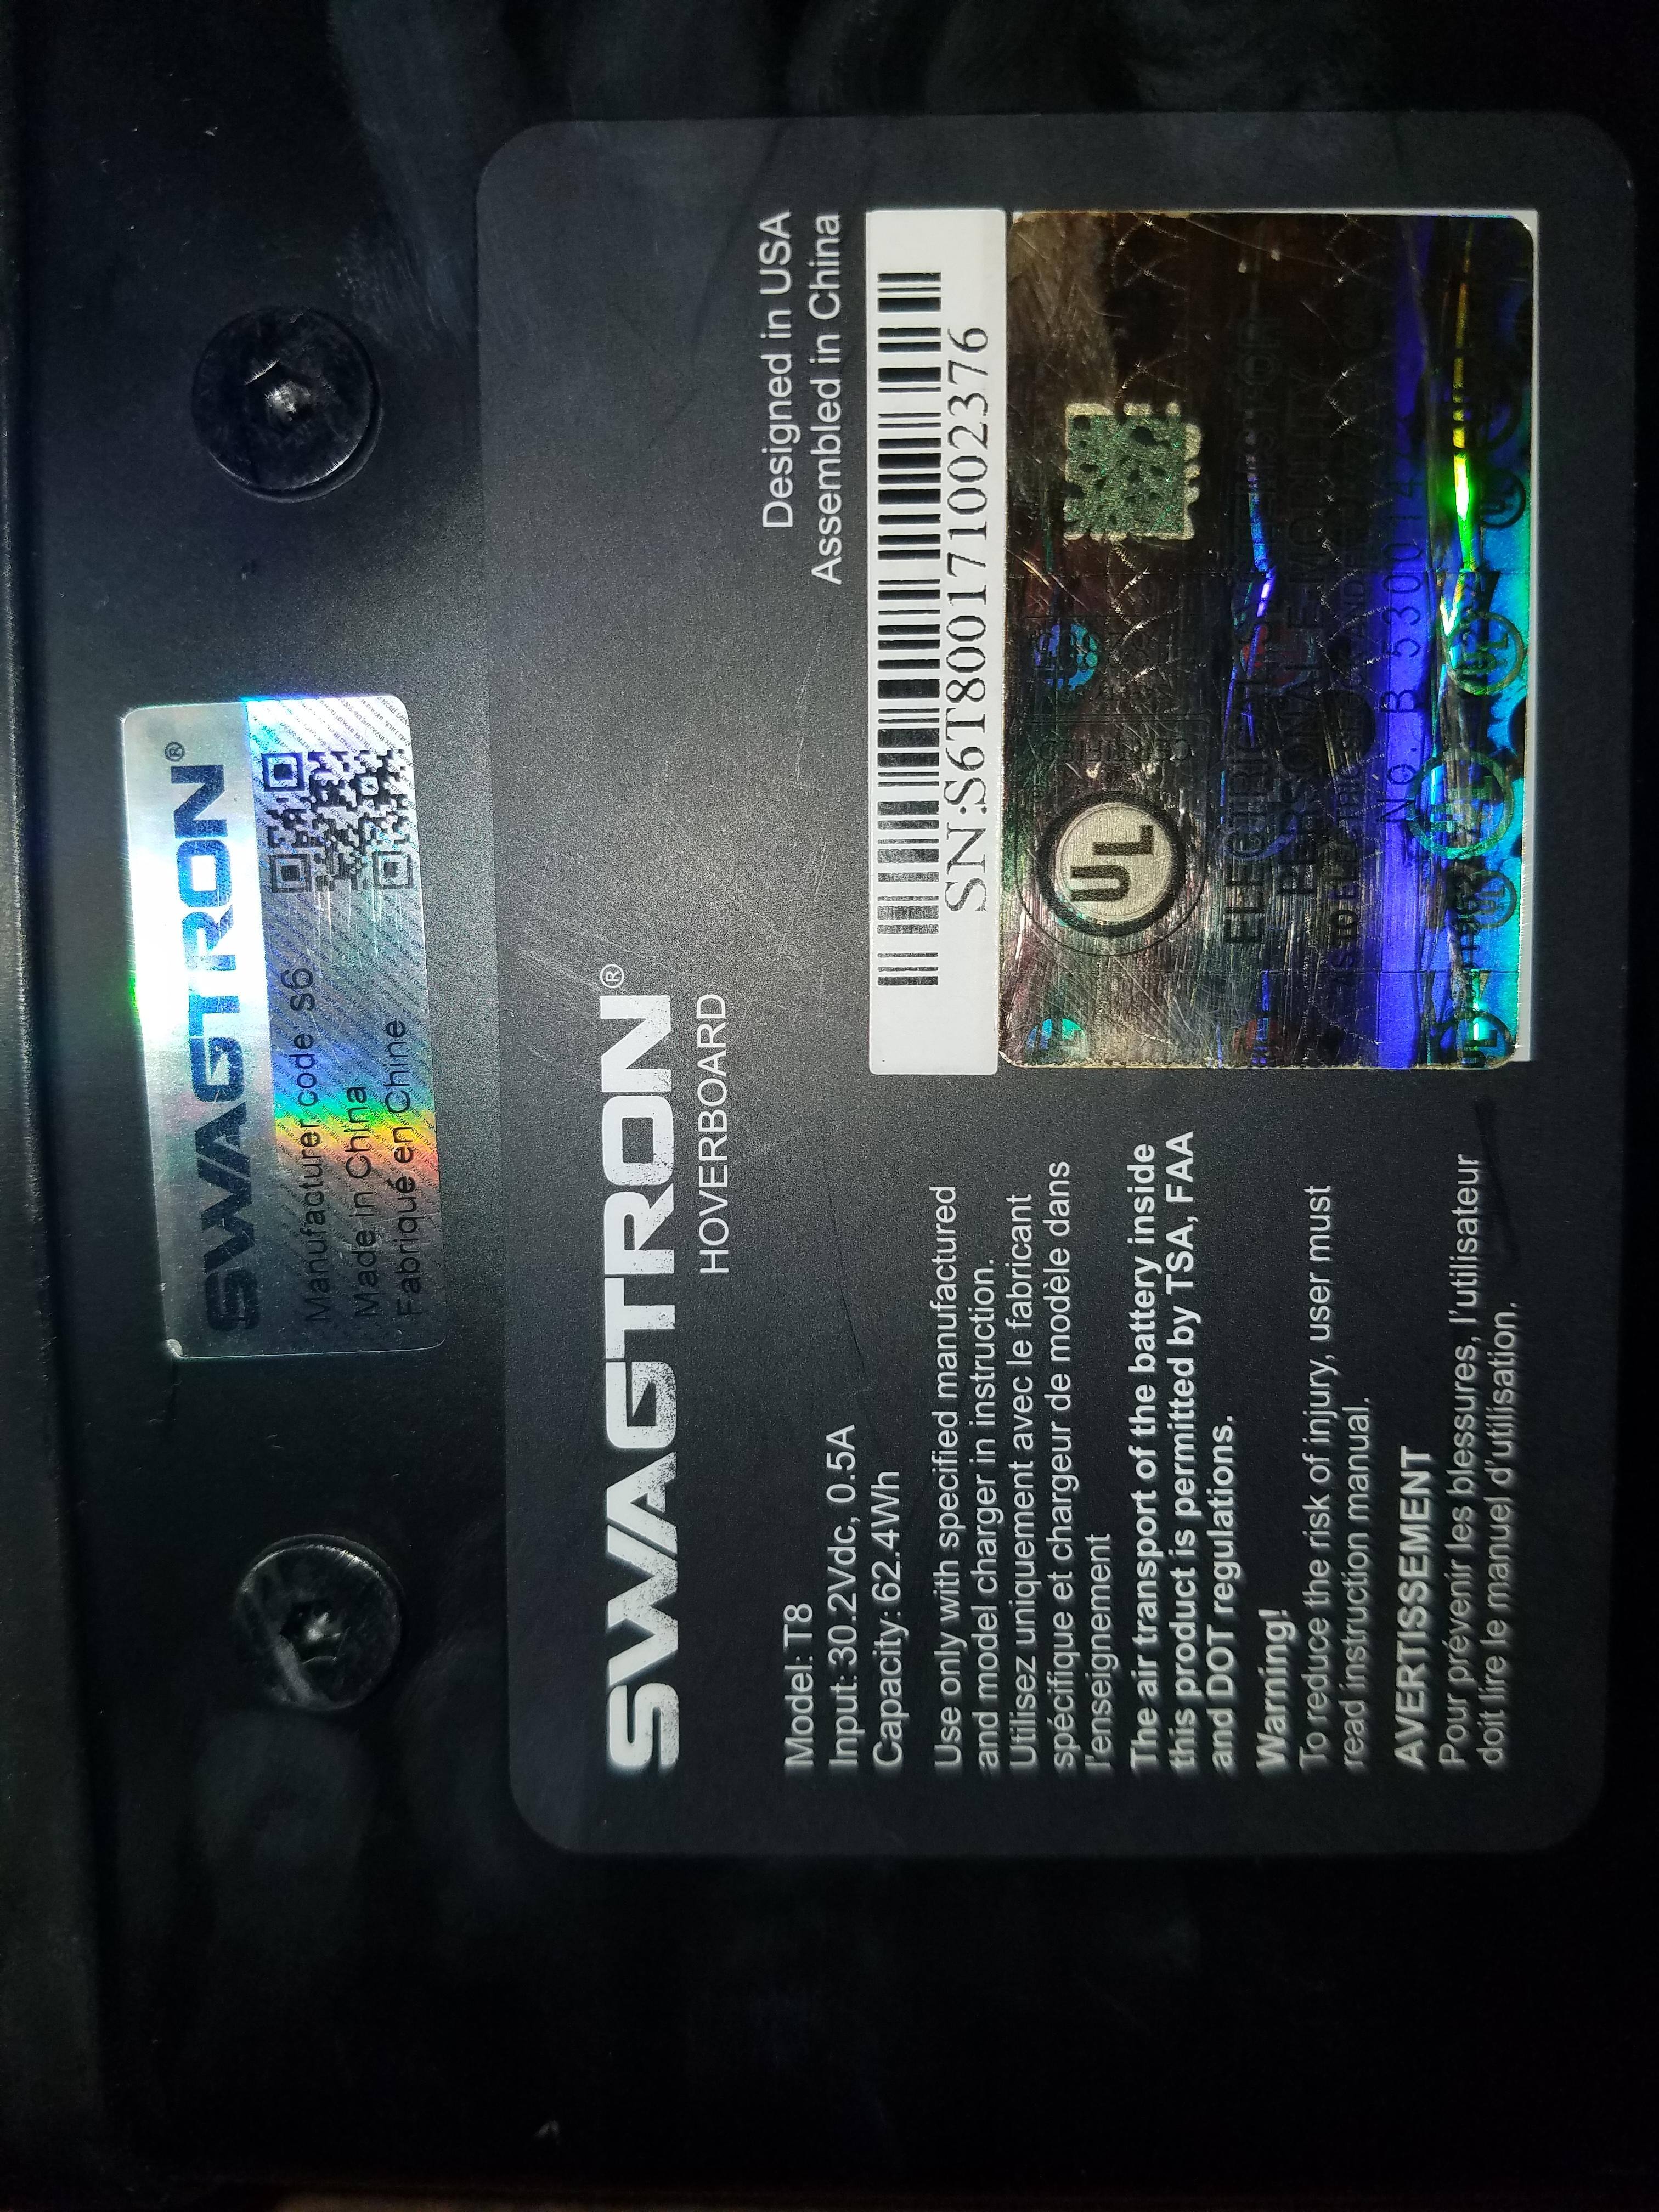 SWAGTRON®
Manufacturer code s6
Made in China
Fabriqué en Chine
SWAGTRON®
HOVERBOARD
Designed in USA
Assembled in China
Model: T8
Input: 30.2Vdc, 0.5A
Capacity: 62.4Wh
Use only with specified manufactured
and model charger in instruction.
Utilisez uniquement avec le fabricant
spécifique et chargeur de modèle dans
l'enseignement
The air transport of the battery inside
this product is permitted by TSA, FAA
and DOT regulations.
Warning!
To reduce the risk of injury, user must
read instruction manual.
AVERTISSEMENT
Pour prévenir les blessures, l'utilisateur
doit lire le manuel d'utilisation.
SN:S6T800171002376
UL
PERSONAL E-MOBILITY